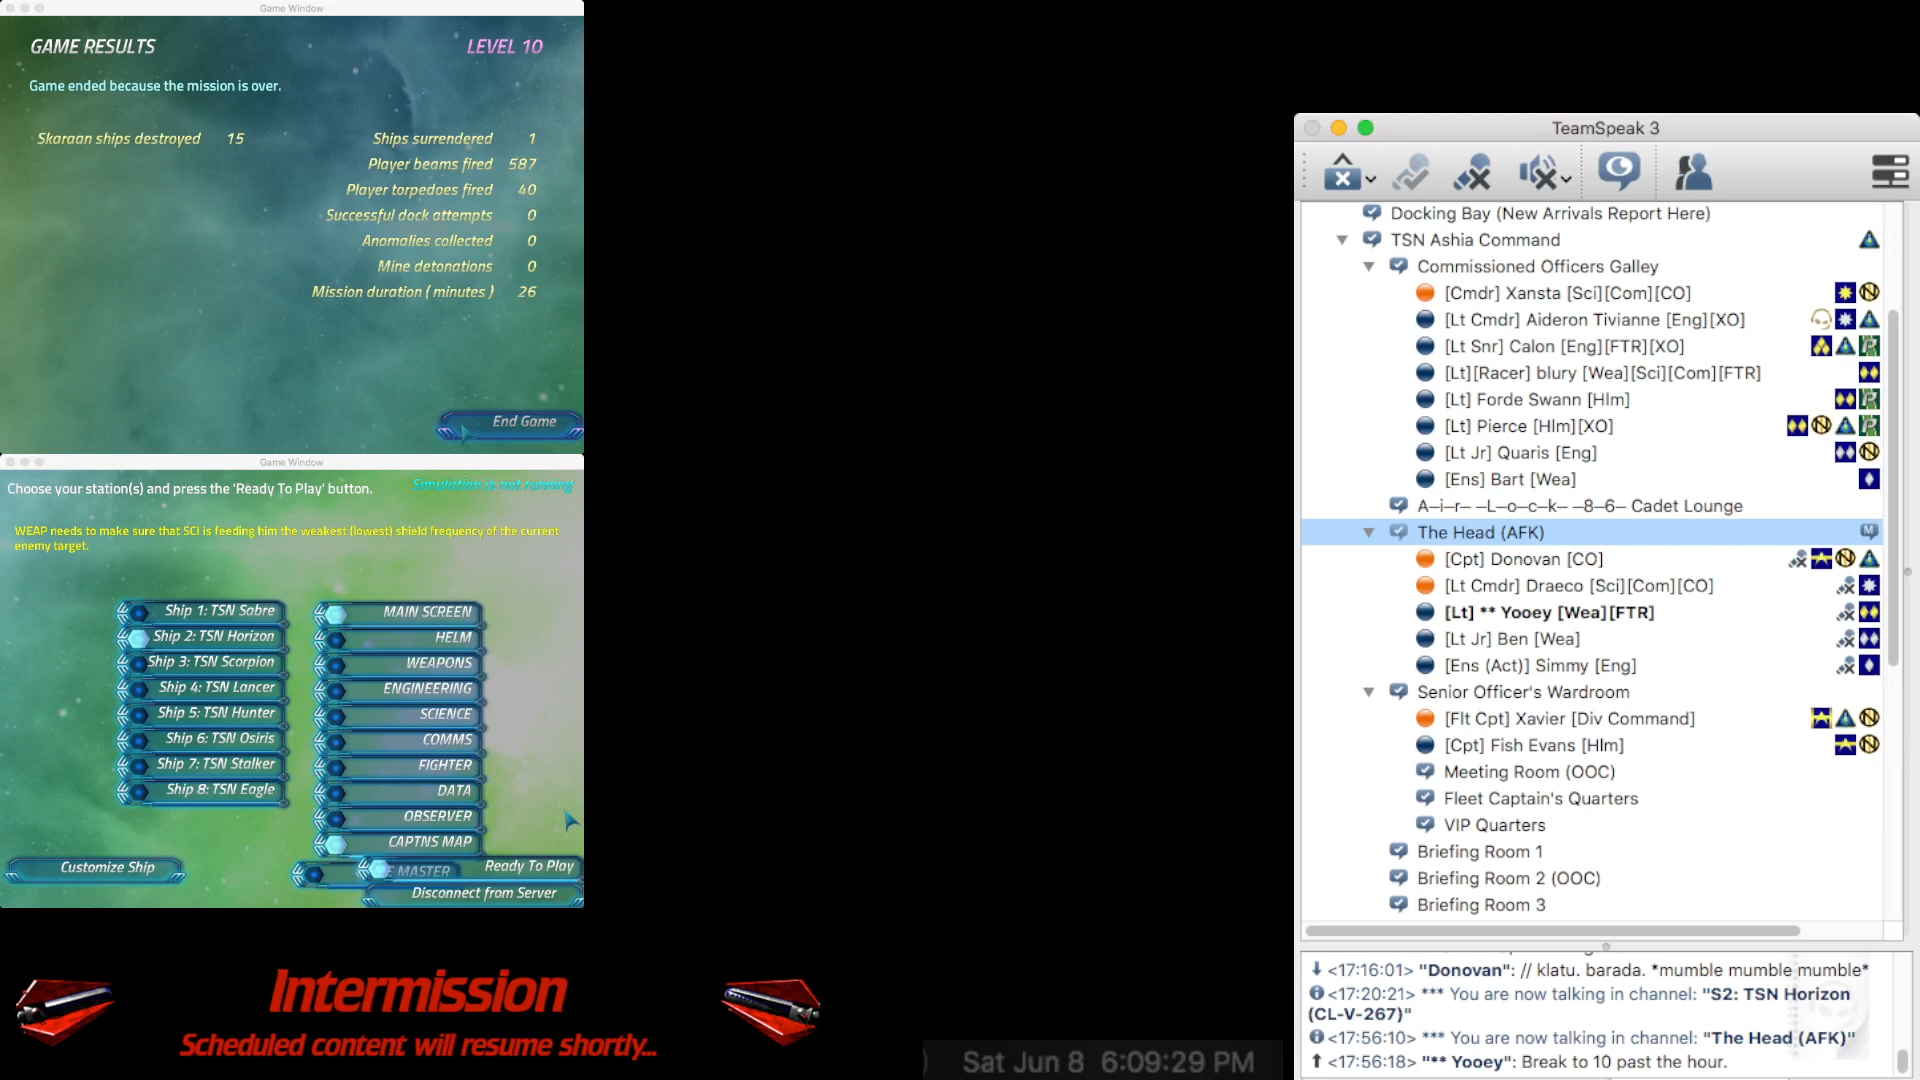 Game Window
GAME RESULTS
LEVEL 10
Game ended because the mission is over.
Skaraan ships destroyed 15
Ships surrendered 1
Player beams fired 587
Player torpedoes fired 40
Successful dock attempts 0
Anomalies collected 0
Mine detonations 0
Mission duration ( minutes ) 26
End Game
Game Window
Choose your station(s) and press the 'Ready To Play' button.
Simulation is not running
WEAP needs to make sure that SCI is feeding him the weakest (lowest) shield frequency of the current
enemy target.
Ship 1: TSN Sabre
Ship 2: TSN Horizon
Ship 3: TSN Scorpion
Ship 4: TSN Lancer
Ship 5: TSN Hunter
Ship 6: TSN Osiris
Ship 7: TSN Stalker
Ship 8: TSN Eagle
MAIN SCREEN
HELM
WEAPONS
ENGINEERING
SCIENCE
COMMS
FIGHTER
DATA
OBSERVER
CAPTNS MAP
E MASTER
Ready To Play
Customize Ship
Disconnect from Server
Intermission
Scheduled content will resume shortly...
) Sat Jun 8 6:09:29 PM
TeamSpeak 3
Docking Bay (New Arrivals Report Here)
TSN Ashia Command
Commissioned Officers Galley
[Cmdr] Xansta [Sci][Com][CO]
[Lt Cmdr] Aideron Tivianne [Eng][XO]
[Lt Snr] Calon [Eng][FTR][XO]
[Lt][Racer] blury [Wea][Sci][Com][FTR]
[Lt] Forde Swann [Hlm]
[Lt] Pierce [Hlm][XO]
[Lt Jr] Quaris [Eng]
[Ens] Bart [Wea]
A–i–r– –L–o–c–k– –8–6– Cadet Lounge
The Head (AFK)
M
[Cpt] Donovan [CO]
[Lt Cmdr] Draeco [Sci][Com][CO]
[Lt] ** Yooey [Wea][FTR]
[Lt Jr] Ben [Wea]
[Ens (Act)] Simmy [Eng]
Senior Officer's Wardroom
[Flt Cpt] Xavier [Div Command]
[Cpt] Fish Evans [Hlm]
Meeting Room (OOC)
Fleet Captain's Quarters
VIP Quarters
Briefing Room 1
Briefing Room 2 (OOC)
Briefing Room 3
<17:16:01> "Donovan": // klatu. barada. *mumble mumble mumble*
<17:20:21> *** You are now talking in channel: "S2: TSN Horizon
(CL-V-267)"
<17:56:10> *** You are now talking in channel: "The Head (AFK)"
<17:56:18> "** Yooey": Break to 10 past the hour.